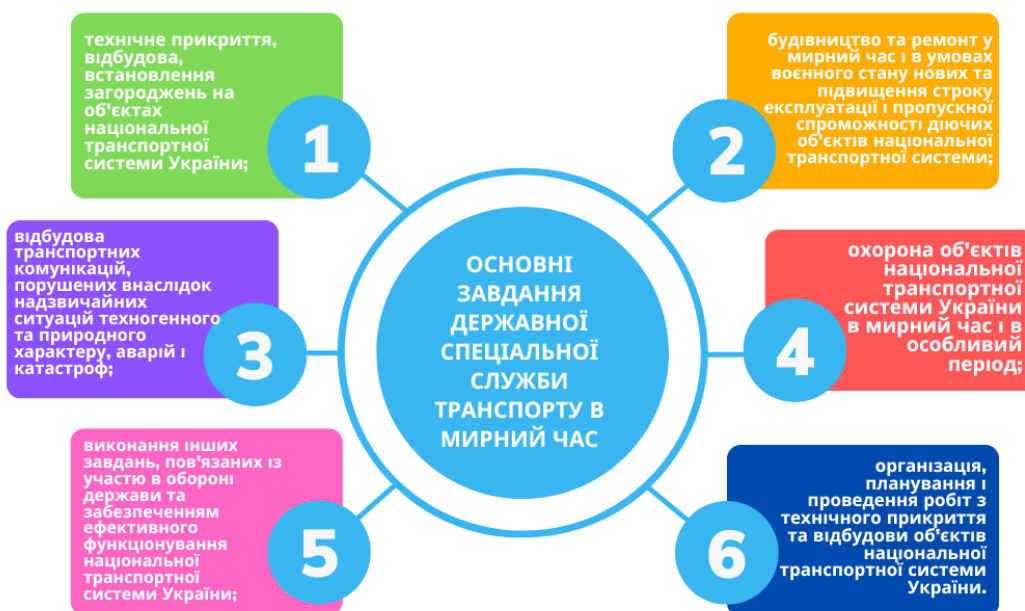 технічне прикриття,
відбудова,
встановлення
загороджень на
об'єктах
національної
транспортної
системи України;
1
будівництво та ремонт у
мирний час і в умовах
воєнного стану нових та
підвищення строку
експлуатації і пропускної
спроможності діючих
об'єктів національної
транспортної системи;
2
відбудова
транспортних
комунікацій,
порушених внаслідок
надзвичайних
ситуацій техногенного
та природного
характеру, аварій і
катастроф;
3
ОСНОВНІ
ЗАВДАННЯ
ДЕРЖАВНОЇ
СПЕЦІАЛЬНОЇ
СЛУЖБИ
ТРАНСПОРТУ В
МИРНИЙ ЧАС
охорона об'єктів
національної
транспортної
системи України
в мирний час і в
особливий
період;
4
виконання інших
завдань, пов'язаних із
участю в обороні
держави та
забезпеченням
ефективного
функціонування
національної
транспортної
системи України;
5
організація,
планування і
проведення робіт з
технічного прикриття
та відбудови об'єктів
національної
транспортної системи
України.
6